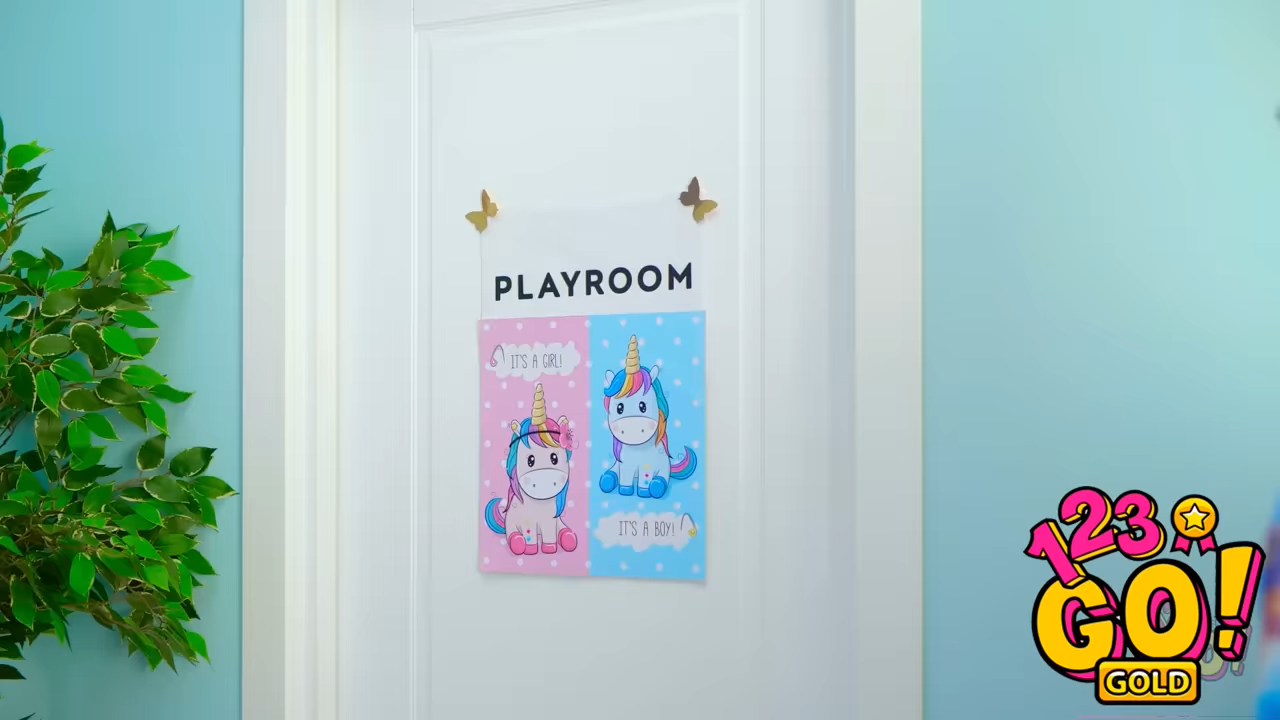 PLAYROOM
IT'S A GIRL!
IT'S A BOY!
123
GO!
GOLD